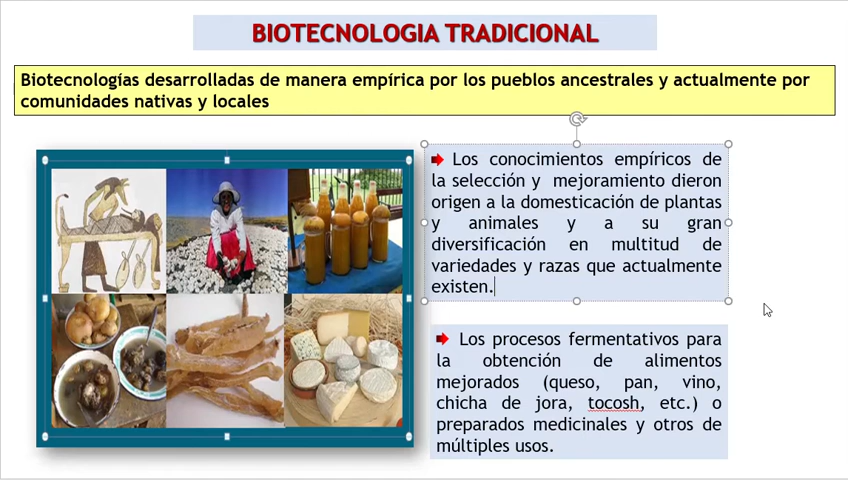 BIOTECNOLOGIA TRADICIONAL
Biotecnologías desarrolladas de manera empírica por los pueblos ancestrales y actualmente por
comunidades nativas y locales
Los conocimientos empíricos de
la selección y mejoramiento dieron
origen a la domesticación de plantas
y animales y a su gran
diversificación en multitud de
variedades y razas que actualmente
existen.
Los procesos fermentativos para
la obtención de alimentos
mejorados (queso, pan, vino,
chicha de jora, tocosh, etc.) o
preparados medicinales y otros de
múltiples usos.